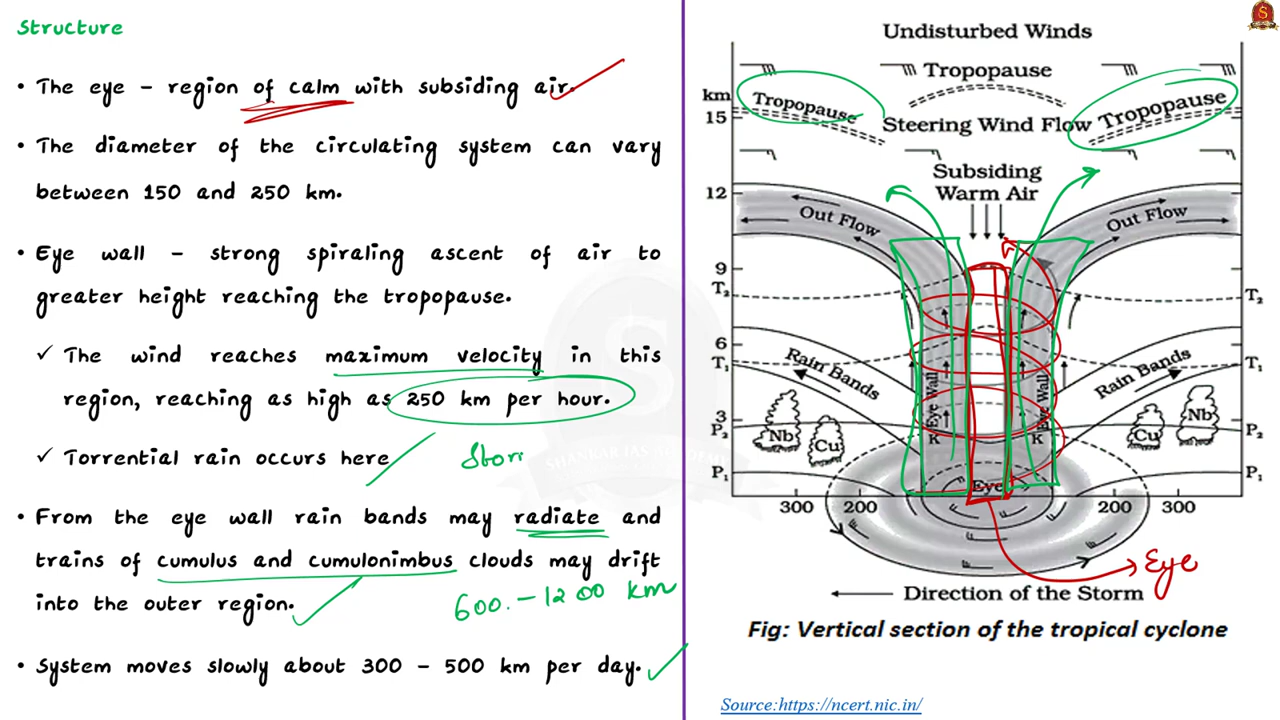 Structure
• The eye – region of calm with subsiding air.
• The diameter of the circulating system can vary
between 150 and 250 km.
• Eye wall – strong spiraling ascent of air to
greater height reaching the tropopause.
✓ The wind reaches maximum velocity in this
region, reaching as high as 250 km per hour.
✓ Torrential rain occurs here
Stor
• From the eye wall rain bands may radiate and
trains of cumulus and cumulonimbus clouds may drift
into the outer region.
600 – 1200 km
• System moves slowly about 300 – 500 km per day.
SHANKAR IAS ACADEMY
S
Undisturbed Winds
Tropopause
km
Tropopause
Tropopause
15
Steering Wind Flow
Subsiding
Warm Air
12
Out Flow
Out Flow
9
T₂
T₂
6
T₁
T₁
Rain Bands
Rain Bands
Eye Wall
Eye Wall
3
P₂
P₂
Nb
Cu
K
K
Cu
Nb
P₁
P₁
Eye
300
200
200
300
Eye
Direction of the Storm
Fig: Vertical section of the tropical cyclone
Source:https://ncert.nic.in/